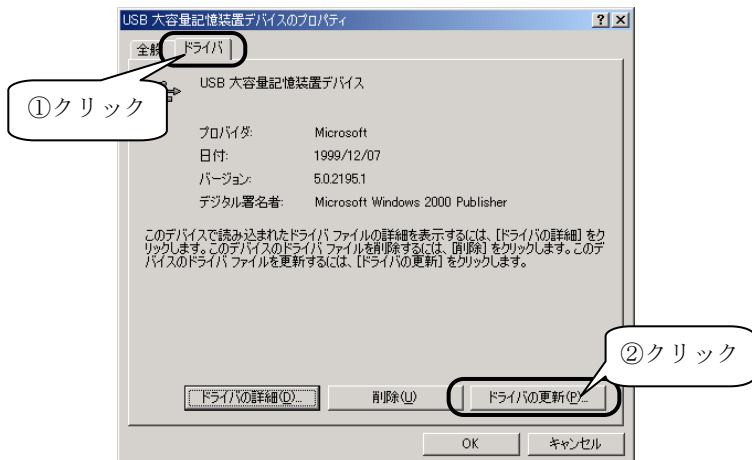 USB 大容量記憶装置デバイスのプロパティ
全般 ドライバ
①クリック
USB 大容量記憶装置デバイス
プロバイダ: Microsoft
日付: 1999/12/07
バージョン: 5.0.2195.1
デジタル署名者: Microsoft Windows 2000 Publisher
このデバイスで読み込まれたドライバ ファイルの詳細を表示するには、[ドライバの詳細] をク
リックします。このデバイスのドライバ ファイルを削除するには、[削除] をクリックします。このデ
バイスのドライバ ファイルを更新するには、[ドライバの更新] をクリックします。
②クリック
ドライバの詳細(D)... 削除(U) ドライバの更新(P)...
OK キャンセル